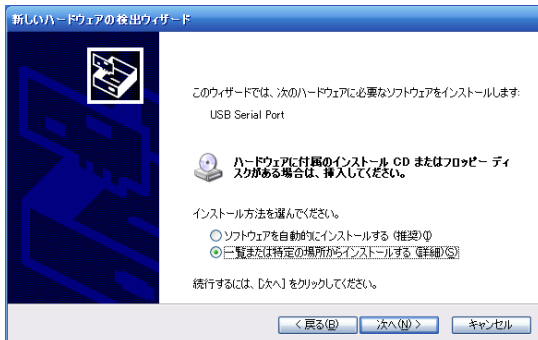 新しいハードウェアの検出ウィザード
このウィザードでは、次のハードウェアに必要なソフトウェアをインストールします:
USB Serial Port
ハードウェアに付属のインストール CD またはフロッピー ディ
スクがある場合は、挿入してください。
インストール方法を選んでください。
ソフトウェアを自動的にインストールする (推奨)(I)
一覧または特定の場所からインストールする (詳細)(S)
続行するには、[次へ] をクリックしてください。
< 戻る(B)
次へ(N) >
キャンセル